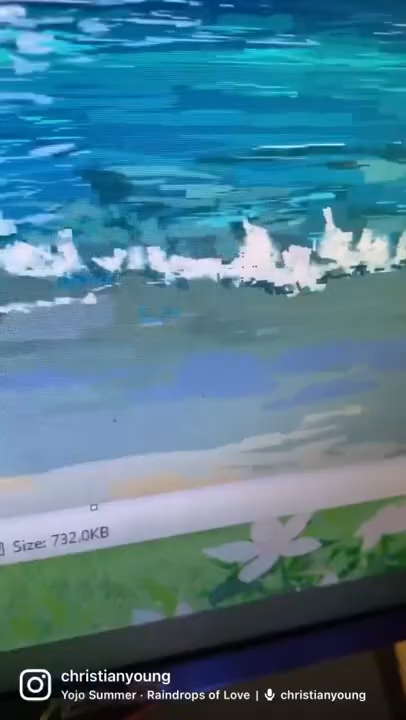 Size: 732.0KB
christianyoung
Yojo Summer · Raindrops of Love | christianyoung